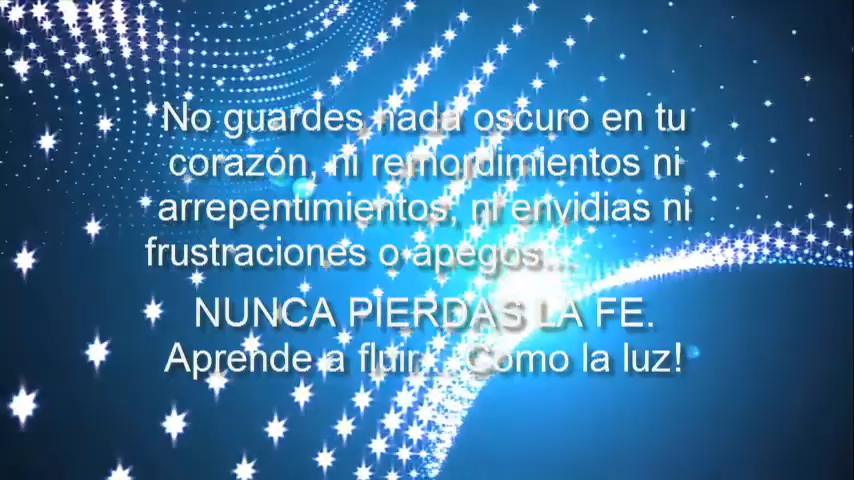 No guardes nada oscuro en tu
corazón, ni remordimientos ni
arrepentimientos, ni envidias ni
frustraciones o apegos...
NUNCA PIERDAS LA FE.
Aprende a fluir... Como la luz!